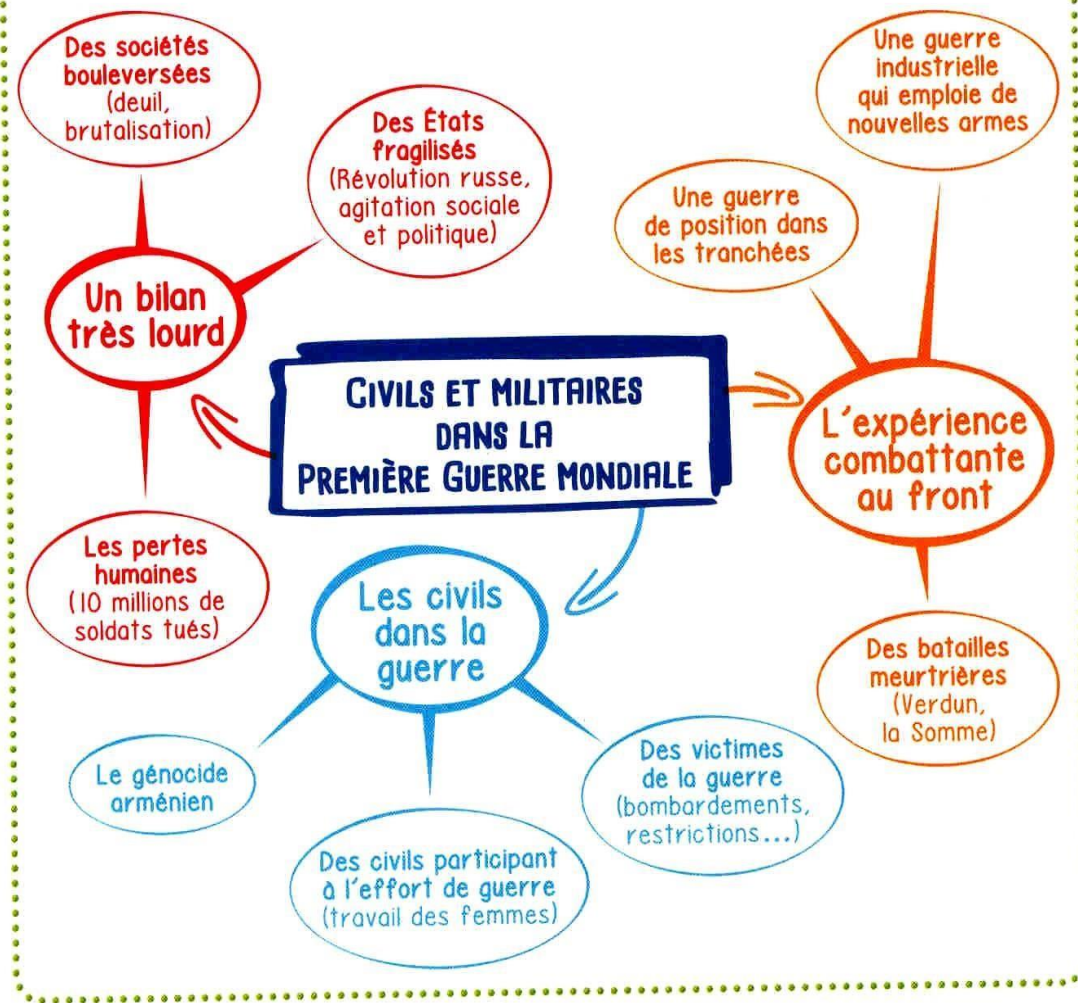 Des sociétés
bouleversées
(deuil,
brutalisation)
Des États
fragilisés
(Révolution russe,
agitation sociale
et politique)
Un bilan
très lourd
Les pertes
humaines
(10 millions de
soldats tués)
CIVILS ET MILITAIRES
DANS LA
PREMIÈRE GUERRE MONDIALE
Une guerre
industrielle
qui emploie de
nouvelles armes
Une guerre
de position dans
les tranchées
L'expérience
combattante
au front
Des batailles
meurtrières
(Verdun,
la Somme)
Les civils
dans la
guerre
Le génocide
arménien
Des civils participant
à l'effort de guerre
(travail des femmes)
Des victimes
de la guerre
(bombardements,
restrictions...)